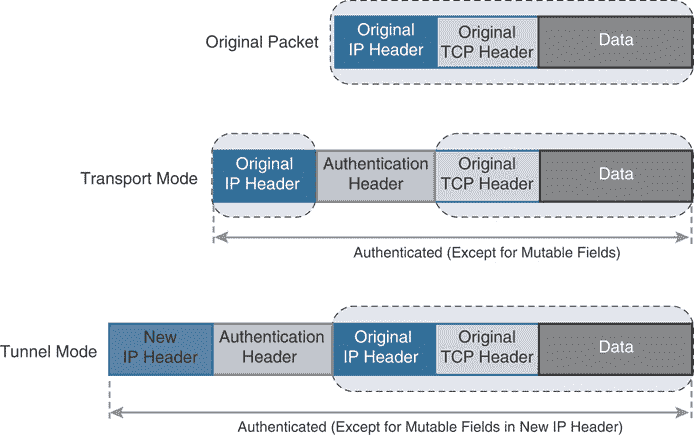 Original Packet
Original
IP Header
Original
TCP Header
Data
Transport Mode
Original
IP Header
Authentication
Header
Original
TCP Header
Data
Authenticated (Except for Mutable Fields)
Tunnel Mode
New
IP Header
Authentication
Header
Original
IP Header
Original
TCP Header
Data
Authenticated (Except for Mutable Fields in New IP Header)